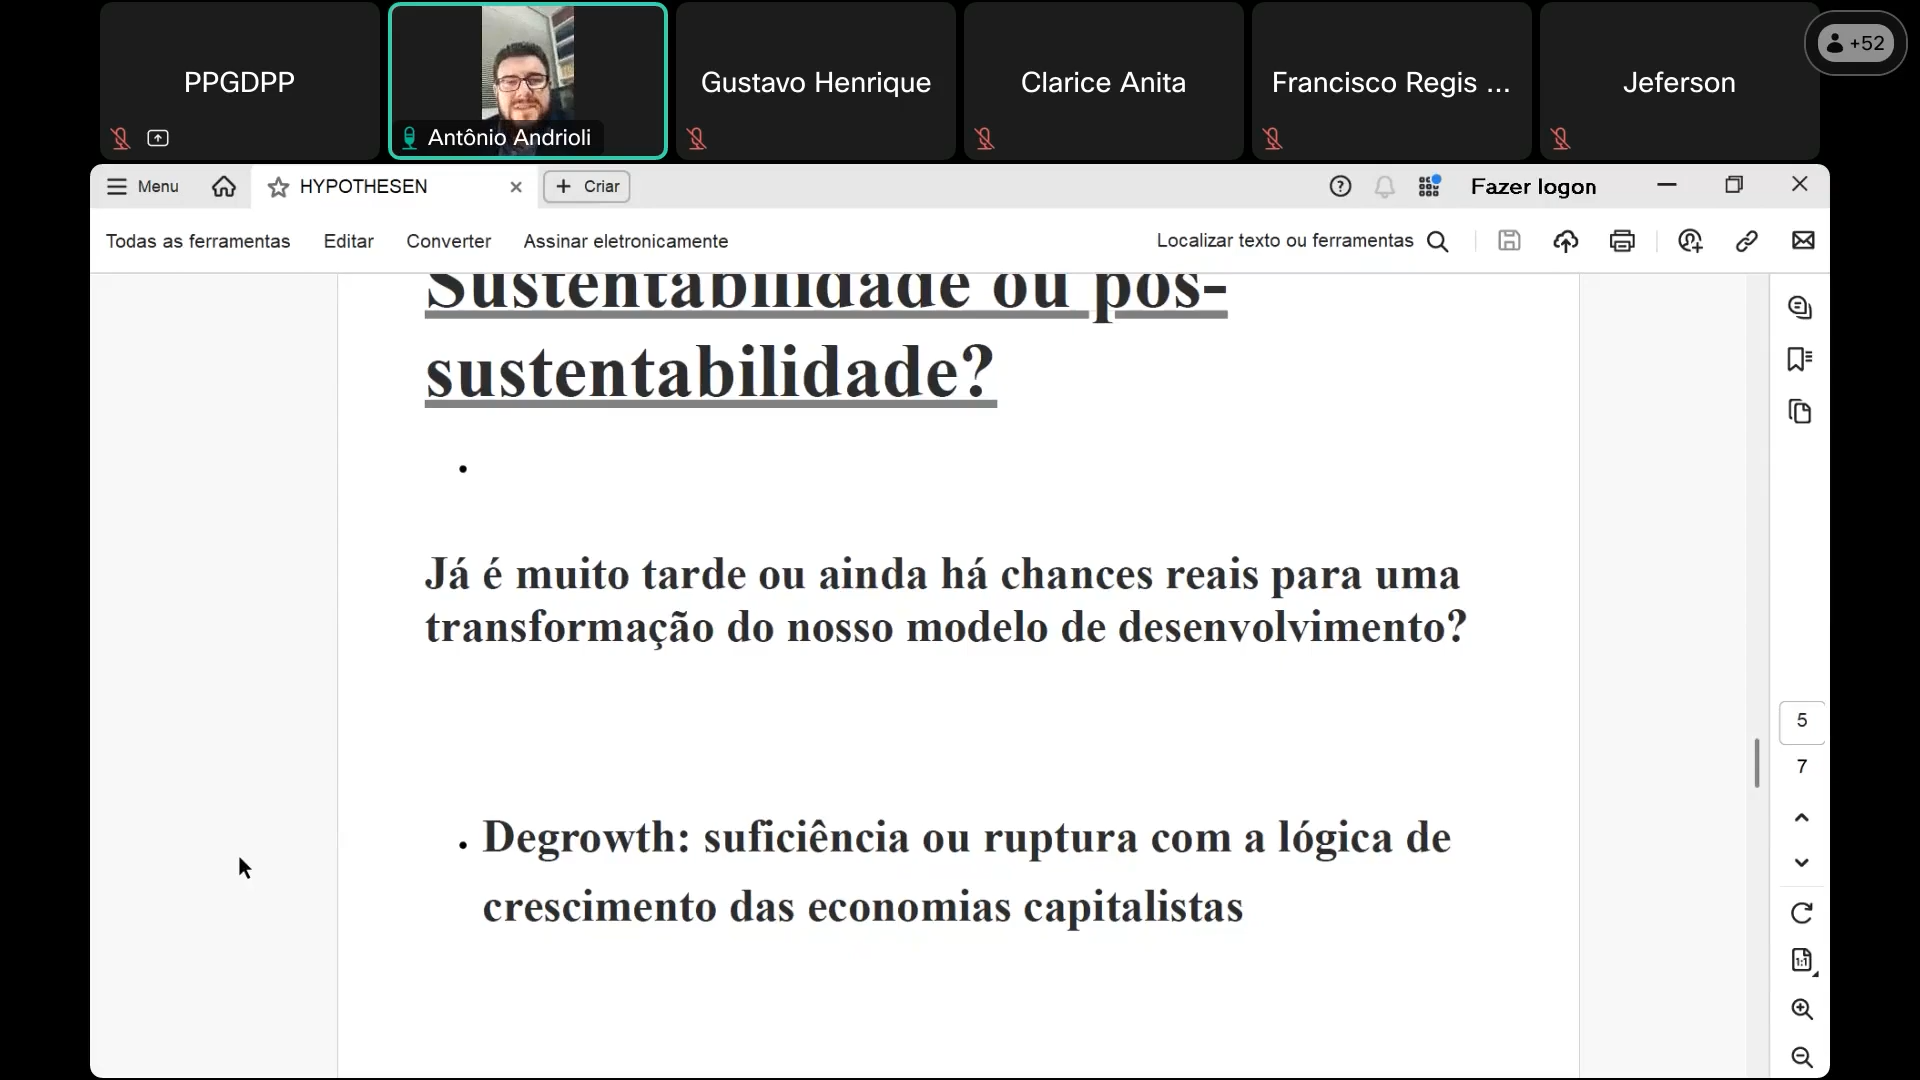 PPGDPP
Antônio Andrioli
Gustavo Henrique
Clarice Anita
Francisco Regis ...
Jeferson
+52
Menu
HYPOTHESEN
Criar
Fazer logon
Todas as ferramentas
Editar
Converter
Assinar eletronicamente
Localizar texto ou ferramentas
Sustentabilidade ou pós-
sustentabilidade?
•
Já é muito tarde ou ainda há chances reais para uma
transformação do nosso modelo de desenvolvimento?
• Degrowth: suficiência ou ruptura com a lógica de
crescimento das economias capitalistas
5
7
1:1